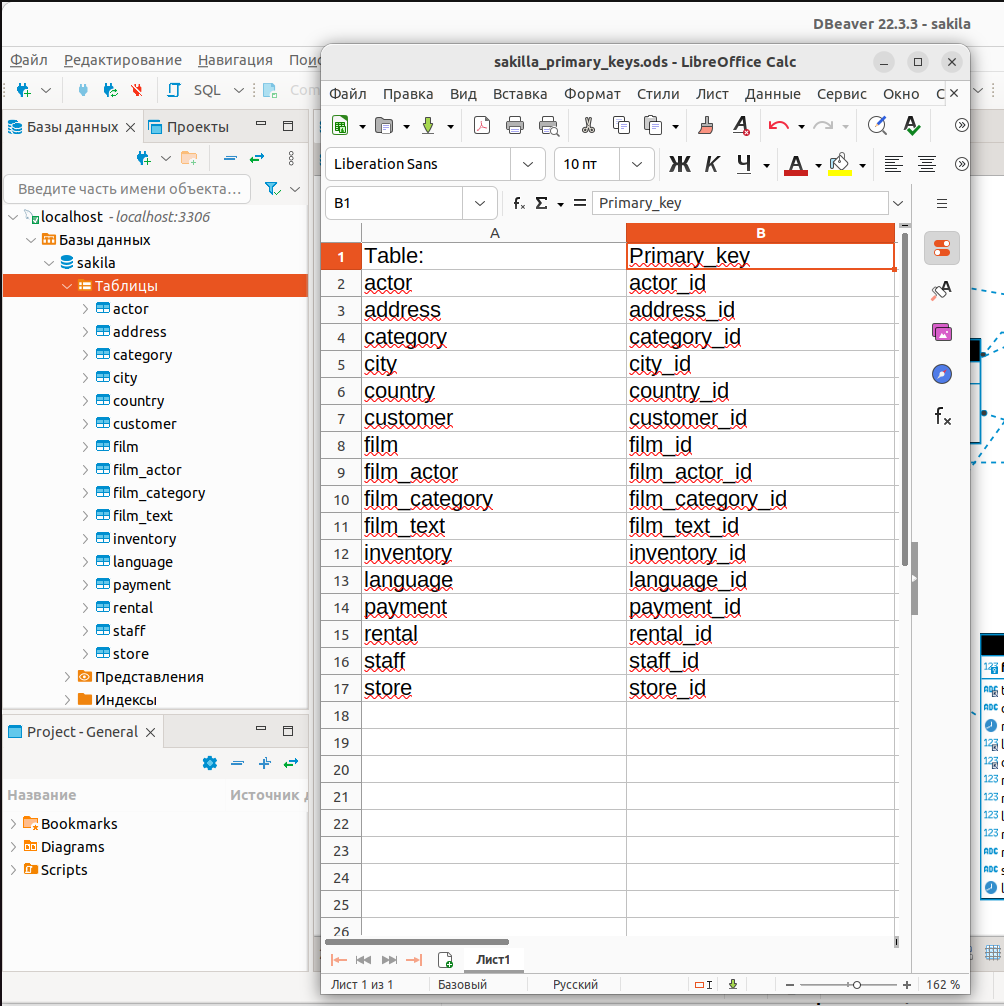 DBeaver 22.3.3 - sakila
Файл Редактирование Навигация
SQL
Базы данных
Проекты
Введите часть имени объекта...
localhost - localhost:3306
Базы данных
sakila
Таблицы
actor
address
category
city
country
customer
film
film_actor
film_category
film_text
inventory
language
payment
rental
staff
store
Представления
Индексы
Project - General
Название Источник
Bookmarks
Diagrams
Scripts
sakilla_primary_keys.ods - LibreOffice Calc
Файл Правка Вид Вставка Формат Стили Лист Данные Сервис Окно С
Liberation Sans 10 пт Ж К Ч А
B1 Primary_key
A B
1 Table: Primary_key
2 actor actor_id
3 address address_id
4 category category_id
5 city city_id
6 country country_id
7 customer customer_id
8 film film_id
9 film_actor film_actor_id
10 film_category film_category_id
11 film_text film_text_id
12 inventory inventory_id
13 language language_id
14 payment payment_id
15 rental rental_id
16 staff staff_id
17 store store_id
18
19
20
21
22
23
24
25
26
Лист1
Лист 1 из 1 Базовый Русский 162 %